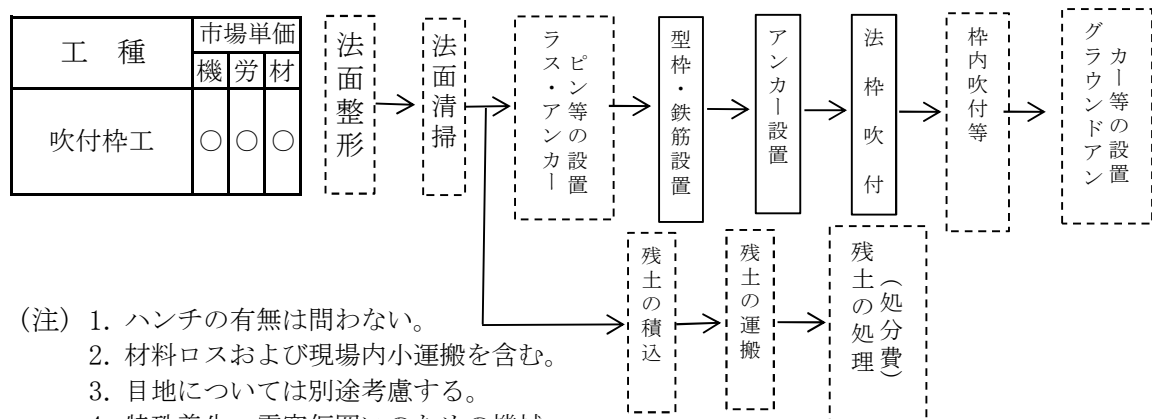 工 種
市場単価
機 労 材
吹付枠工
○ ○ ○
法面整形
法面清掃
ラス・アンカー
ピン等の設置
型枠・鉄筋設置
アンカー設置
法枠吹付
枠内吹付等
グラウンドアン
カー等の設置
残土の積込
残土の運搬
残土の処理
(処分費)
(注) 1. ハンチの有無は問わない。
2. 材料ロスおよび現場内小運搬を含む。
3. 目地については別途考慮する。